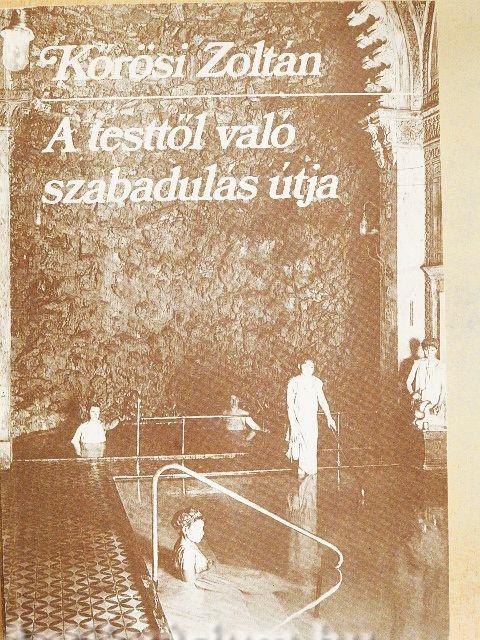 Kőrösi Zoltán
A testtől való
szabadulás útja